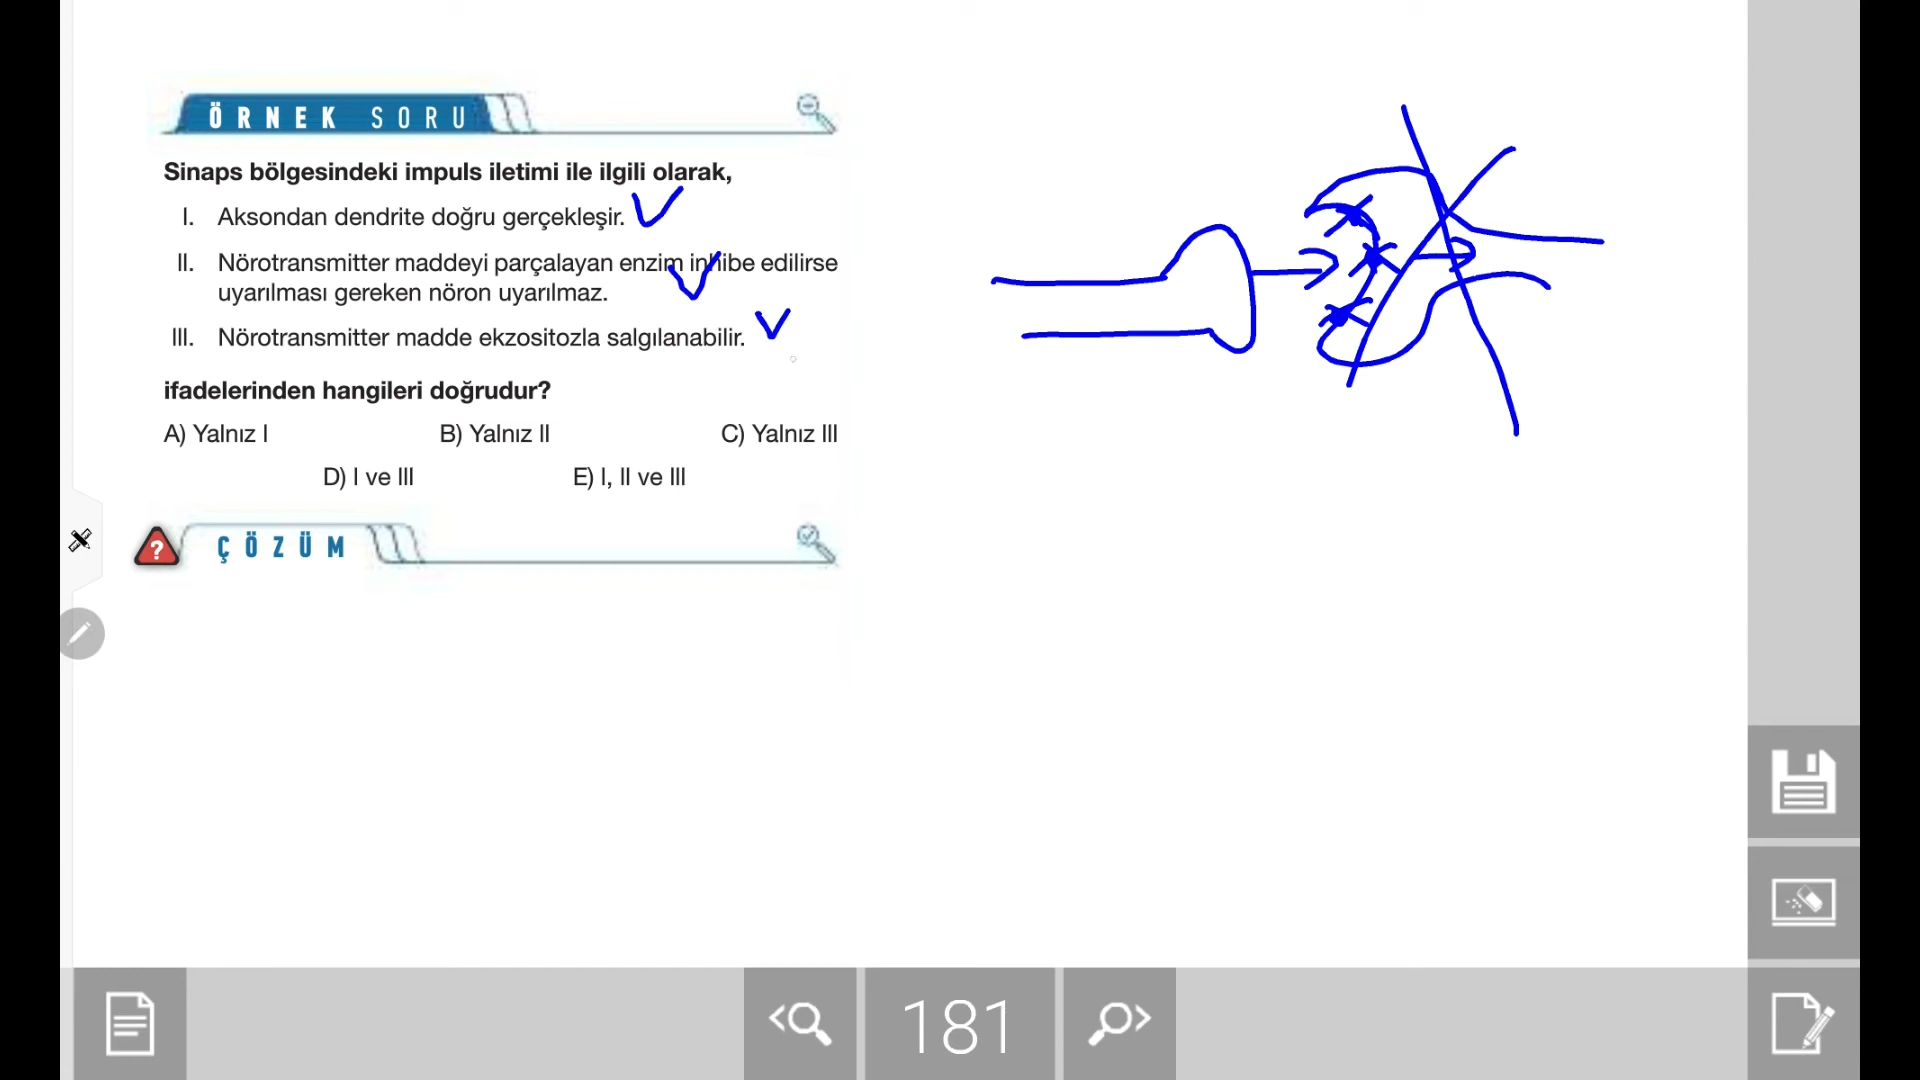 ÖRNEK SORU
Sinaps bölgesindeki impuls iletimi ile ilgili olarak,
I. Aksondan dendrite doğru gerçekleşir.
II. Nörotransmitter maddeyi parçalayan enzim inhibe edilirse
uyarılması gereken nöron uyarılmaz.
III. Nörotransmitter madde ekzositozla salgılanabilir.
ifadelerinden hangileri doğrudur?
A) Yalnız I B) Yalnız II C) Yalnız III
D) I ve III E) I, II ve III
? ÇÖZÜM
181